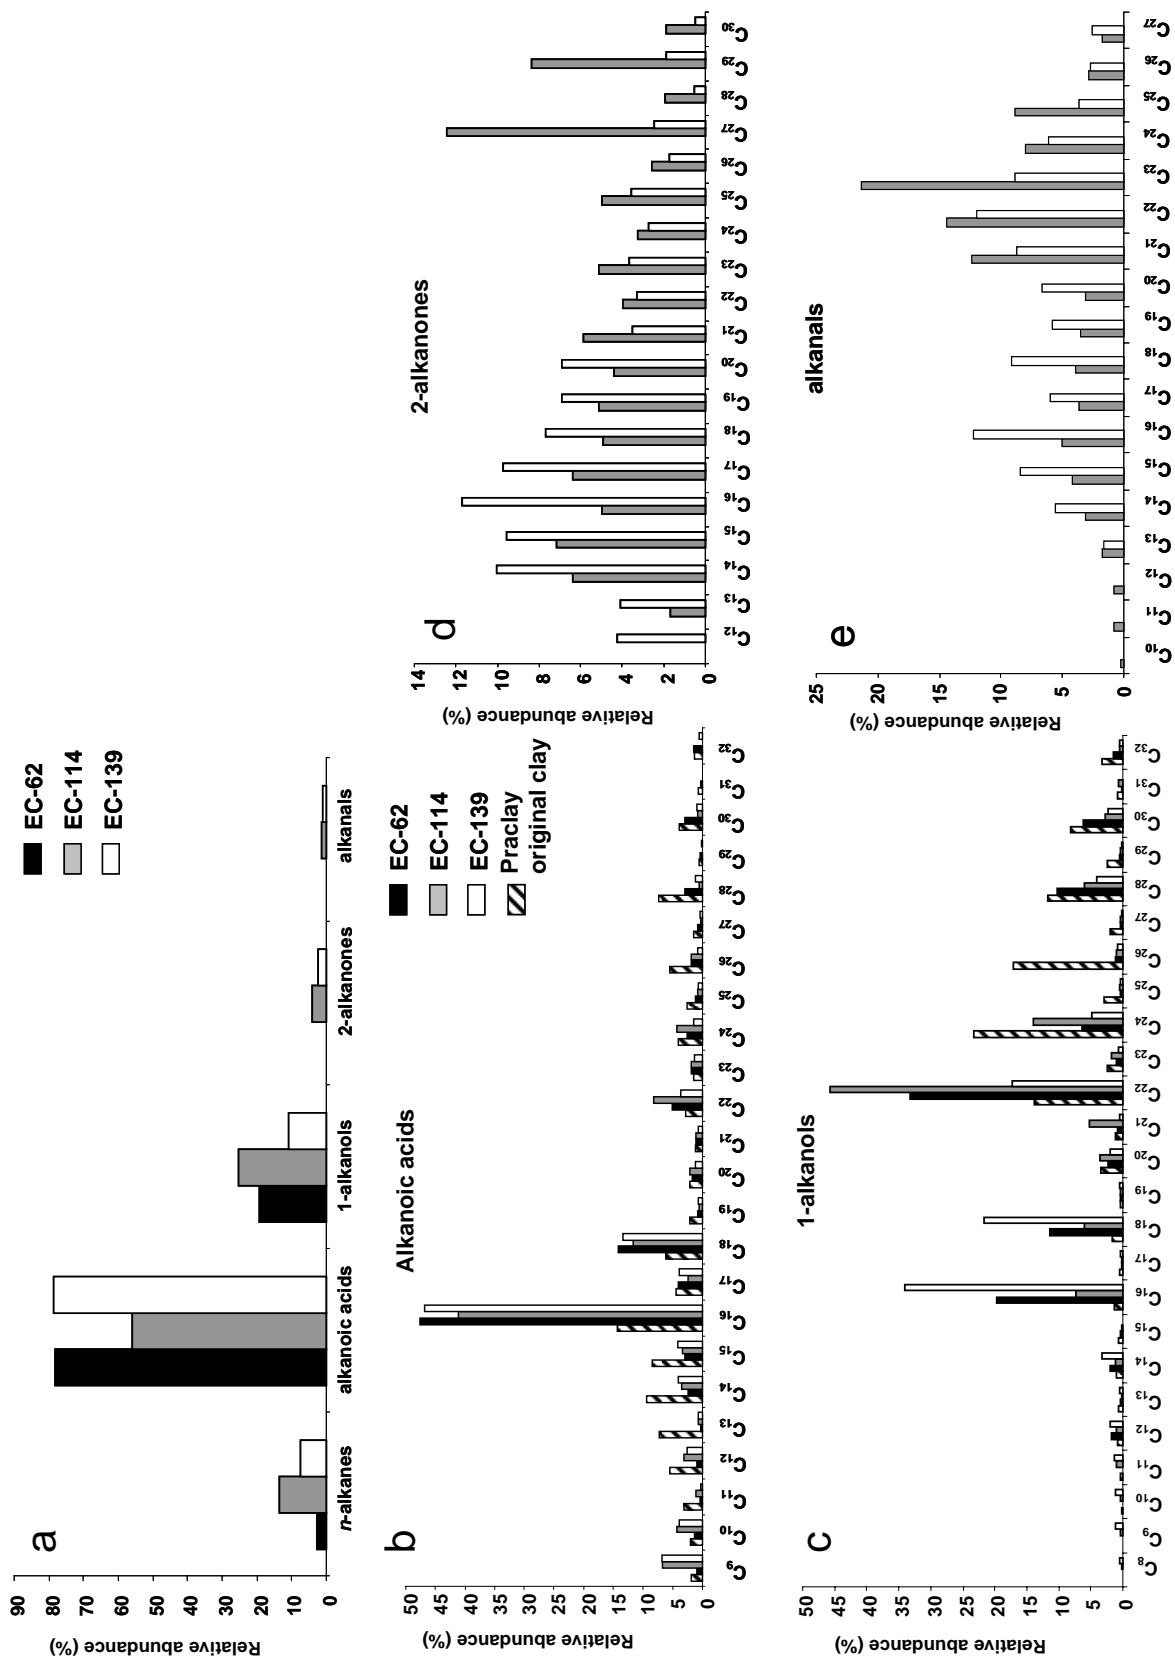 a
EC-62
EC-114
EC-139
Relative abundance (%)
90
80
70
60
50
40
30
20
10
0
n-alkanes
alkanoic acids
1-alkanols
2-alkanones
alkanals
b
Alkanoic acids
EC-62
EC-114
EC-139
Praclay
original clay
Relative abundance (%)
50
45
40
35
30
25
20
15
10
5
0
C9
C10
C11
C12
C13
C14
C15
C16
C17
C18
C19
C20
C21
C22
C23
C24
C25
C26
C27
C28
C29
C30
C31
C32
d
2-alkanones
Relative abundance (%)
14
12
10
8
6
4
2
0
C12
C13
C14
C15
C16
C17
C18
C19
C20
C21
C22
C23
C24
C25
C26
C27
C28
C29
C30
c
1-alkanols
Relative abundance (%)
50
45
40
35
30
25
20
15
10
5
0
C8
C9
C10
C11
C12
C13
C14
C15
C16
C17
C18
C19
C20
C21
C22
C23
C24
C25
C26
C27
C28
C29
C30
C31
C32
e
alkanals
Relative abundance (%)
25
20
15
10
5
0
C10
C11
C12
C13
C14
C15
C16
C17
C18
C19
C20
C21
C22
C23
C24
C25
C26
C27